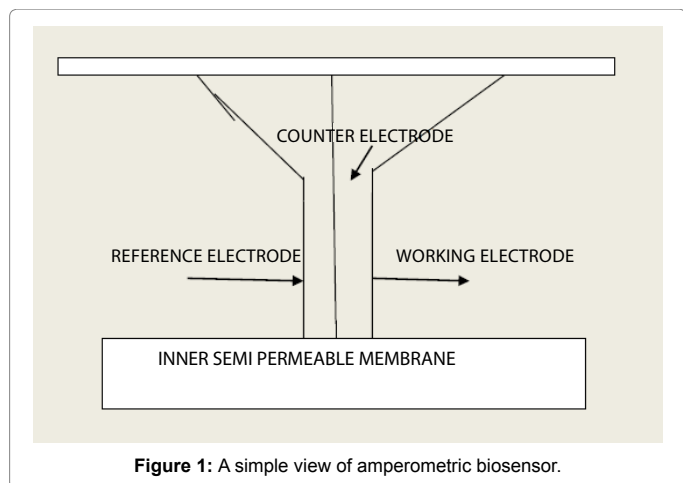 COUNTER ELECTRODE
REFERENCE ELECTRODE
WORKING ELECTRODE
INNER SEMI PERMEABLE MEMBRANE
Figure 1: A simple view of amperometric biosensor.